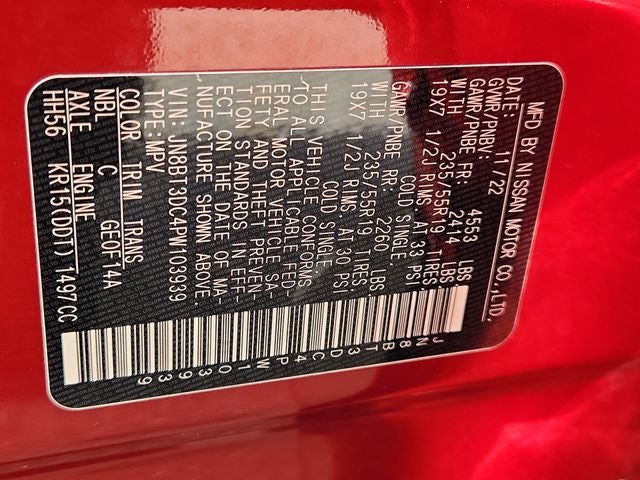 MFD BY NISSAN MOTOR CO.,LTD.
DATE: 11/22
GVWR/PNBV: 4553 LBS.
GAWR/PNBE FR: 2414 LBS.
WITH 235/55R19 TIRES
19X7 1/2J RIMS AT 33 PSI
COLD SINGLE
GAWR/PNBE RR: 2260 LBS.
WITH 235/55R19 TIRES
19X7 1/2J RIMS AT 30 PSI
COLD SINGLE
THIS VEHICLE CONFORMS
TO ALL APPLICABLE FED-
ERAL MOTOR VEHICLE SA-
FETY AND THEFT PREVEN-
TION STANDARDS IN EFF-
ECT ON THE DATE OF MA-
NUFACTURE SHOWN ABOVE.
VIN: JN8BT3DC4PW103939
TYPE: MPV
COLOR TRIM TRANS
NBL C GE0F14A
AXLE ENGINE
HH56 KR15(DDT) 1497CC
JN8BT3DC4PW103939